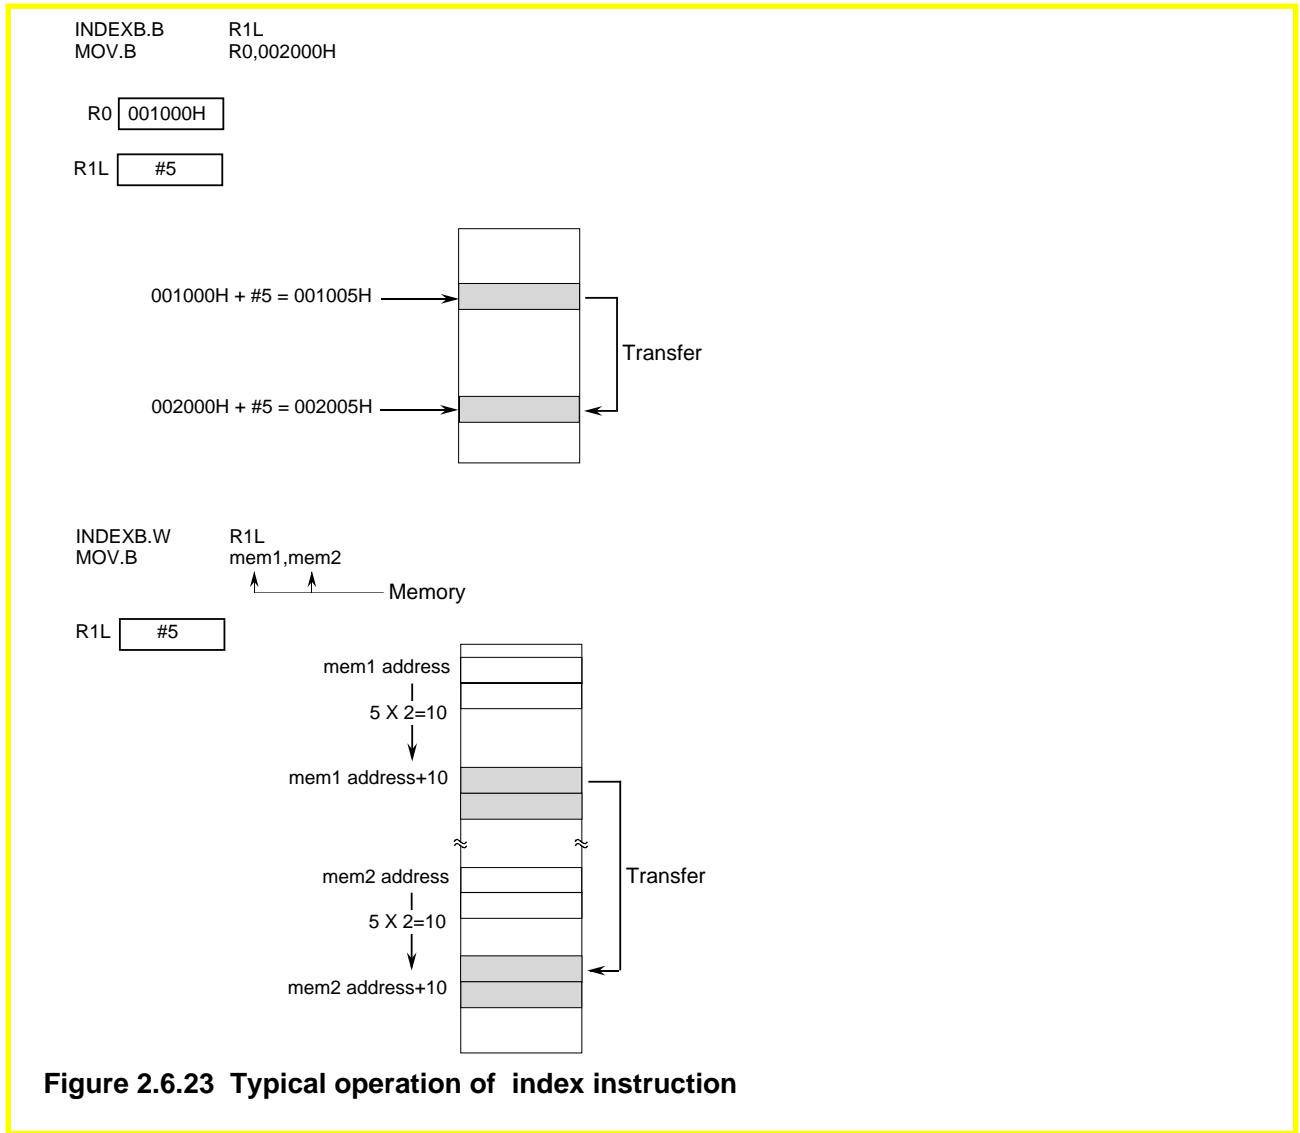 INDEXB.B R1L
MOV.B R0,002000H
R0 001000H
R1L #5
001000H + #5 = 001005H
Transfer
002000H + #5 = 002005H
INDEXB.W R1L
MOV.B mem1,mem2
Memory
R1L #5
mem1 address
5 X 2=10
mem1 address+10
mem2 address
Transfer
5 X 2=10
mem2 address+10
Figure 2.6.23 Typical operation of index instruction